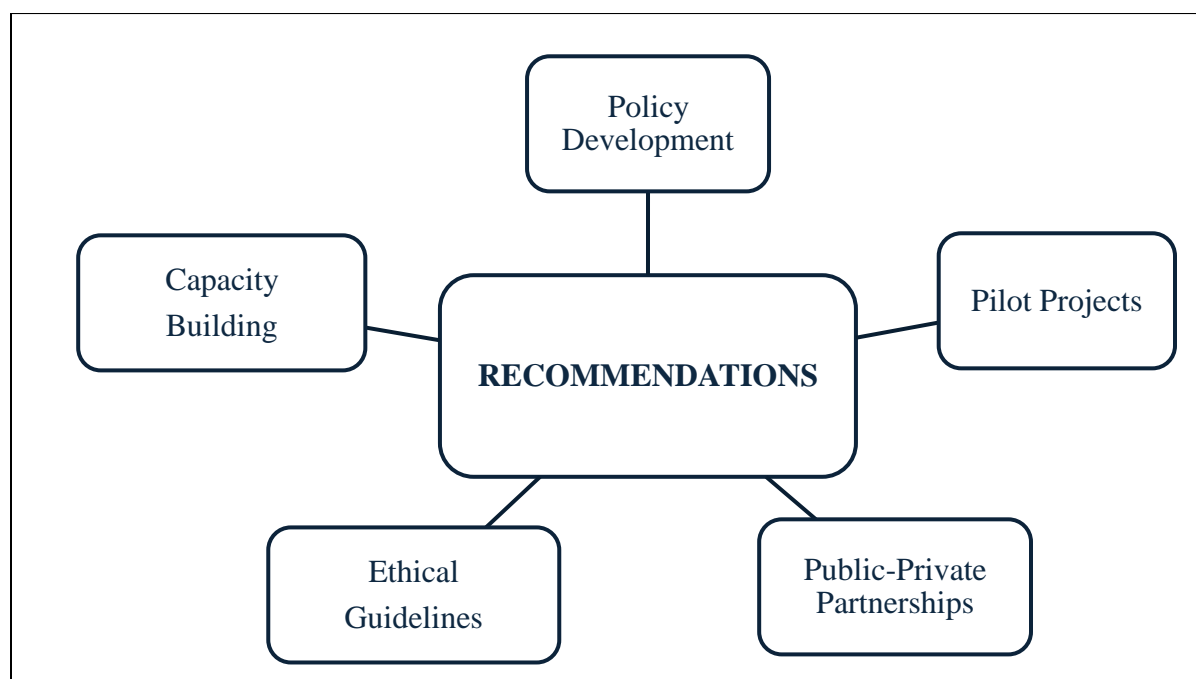 Policy
Development
Capacity
Building
Pilot Projects
RECOMMENDATIONS
Ethical
Guidelines
Public-Private
Partnerships